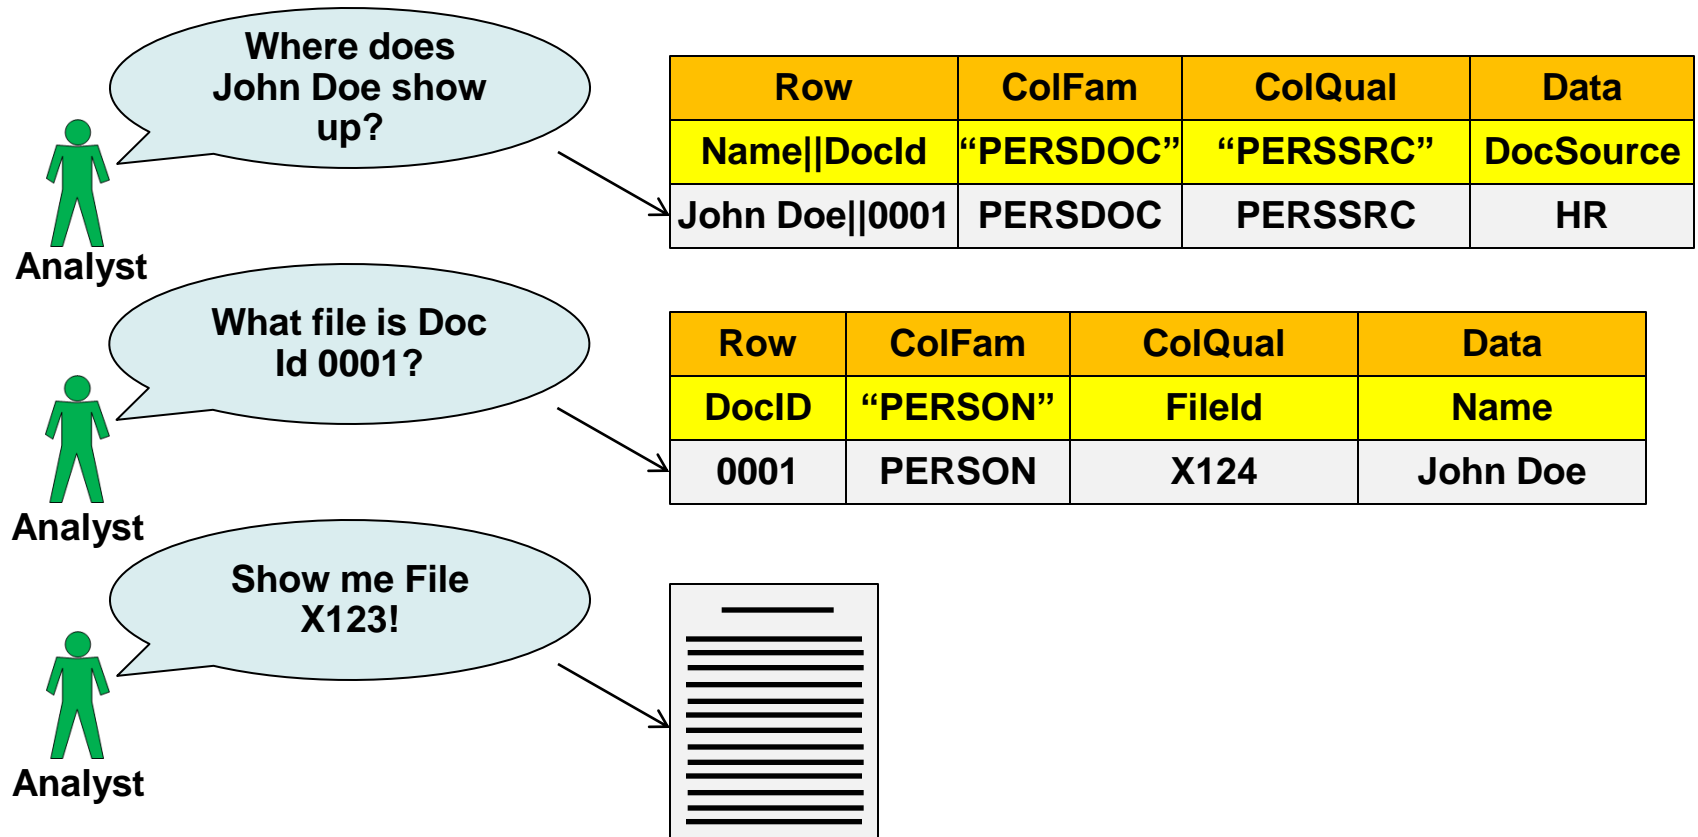 Where does
John Doe show
up?
Analyst
Row ColFam ColQual Data
Name||DocId “PERSDOC” “PERSSRC” DocSource
John Doe||0001 PERSDOC PERSSRC HR
What file is Doc
Id 0001?
Analyst
Row ColFam ColQual Data
DocID “PERSON” FileId Name
0001 PERSON X124 John Doe
Show me File
X123!
Analyst